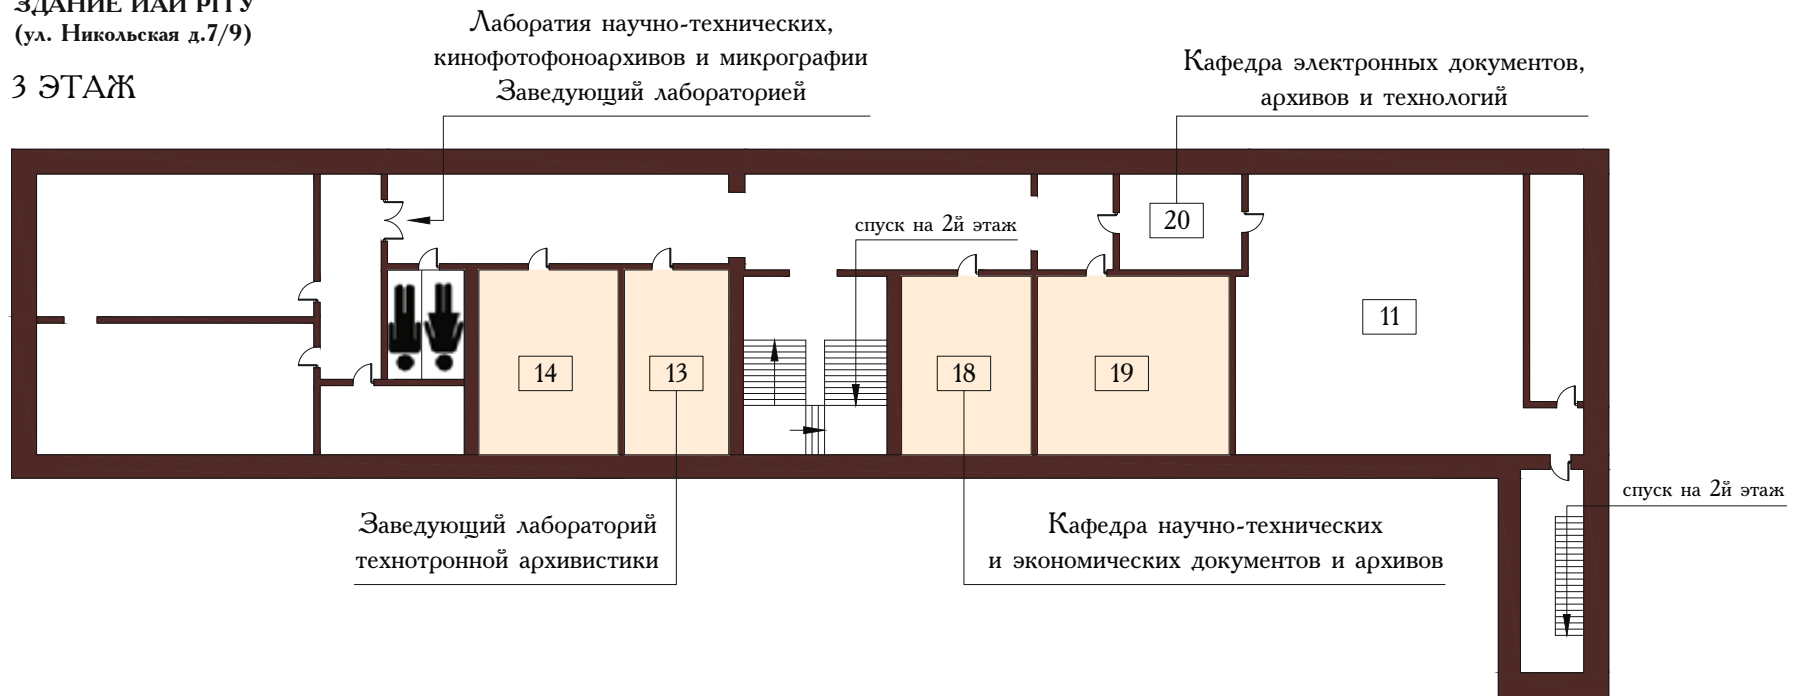 ЗДАНИЕ ИАИ РГГУ
(ул. Никольская д.7/9)
3 ЭТАЖ
Лаборатия научно-технических,
кинофотофоноархивов и микрографии
Заведующий лабораторией
Кафедра электронных документов,
архивов и технологий
20
спуск на 2й этаж
11
14
13
18
19
спуск на 2й этаж
Заведующий лабораторий
технотронной архивистики
Кафедра научно-технических
и экономических документов и архивов